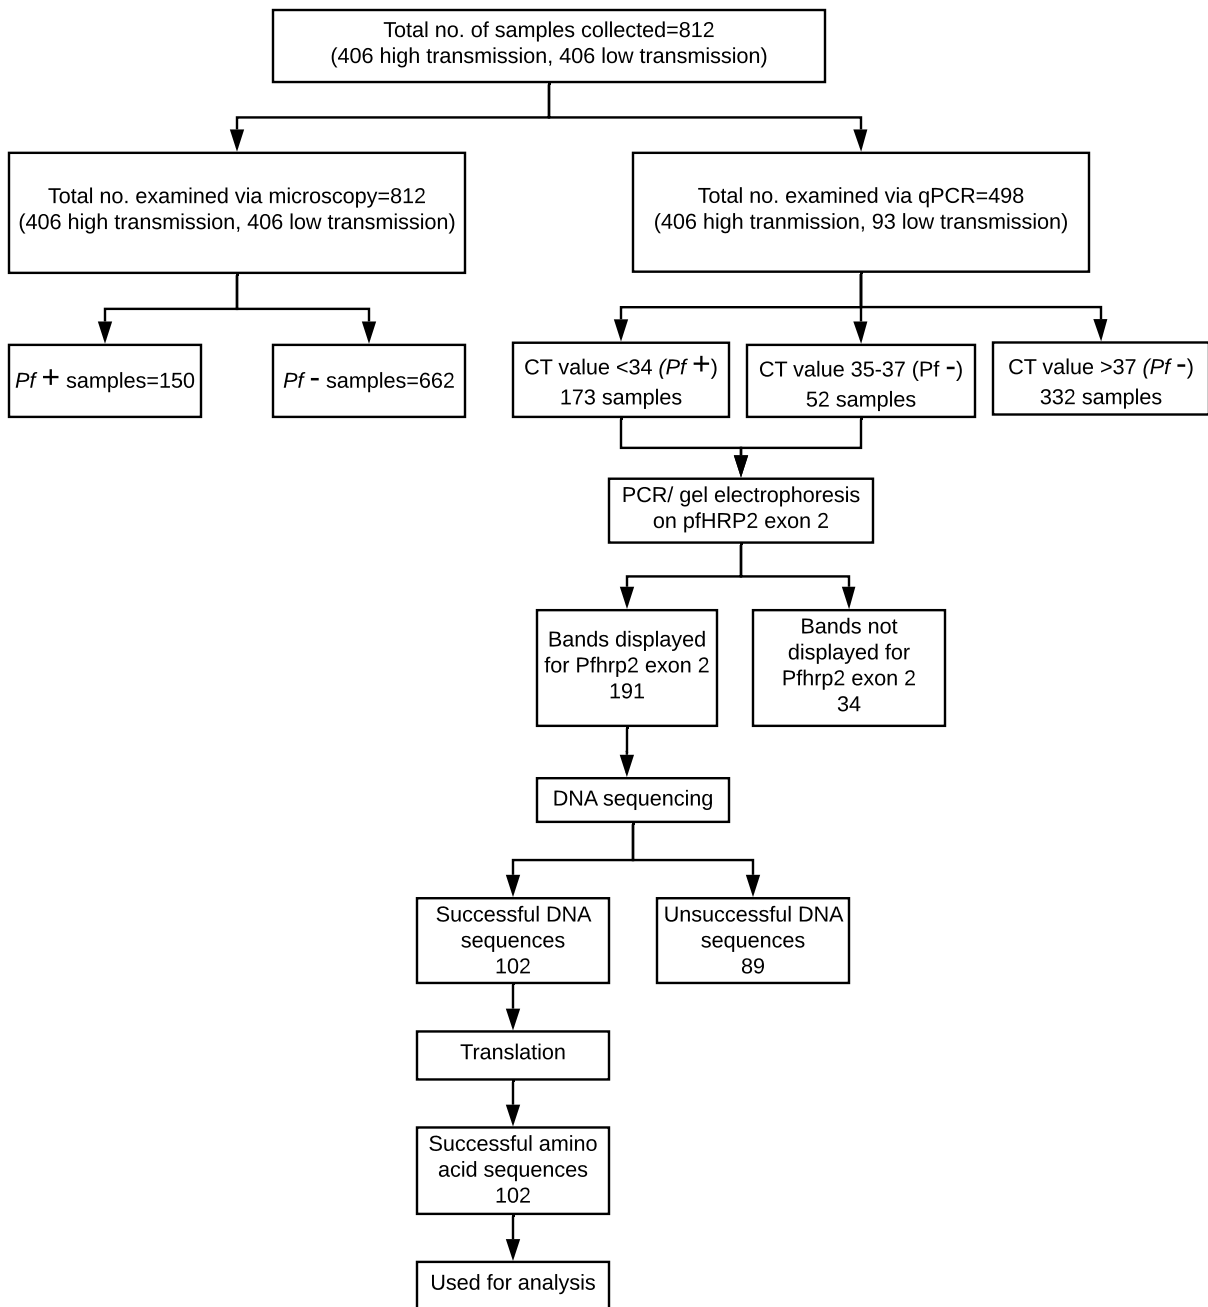 Total no. of samples collected=812
(406 high transmission, 406 low transmission)
Total no. examined via microscopy=812
(406 high transmission, 406 low transmission)
Total no. examined via qPCR=498
(406 high tranmission, 93 low transmission)
Pf + samples=150
Pf - samples=662
CT value <34 (Pf +)
173 samples
CT value 35-37 (Pf -)
52 samples
CT value >37 (Pf -)
332 samples
PCR/ gel electrophoresis
on pfHRP2 exon 2
Bands displayed
for Pfhrp2 exon 2
191
Bands not
displayed for
Pfhrp2 exon 2
34
DNA sequencing
Successful DNA
sequences
102
Unsuccessful DNA
sequences
89
Translation
Successful amino
acid sequences
102
Used for analysis